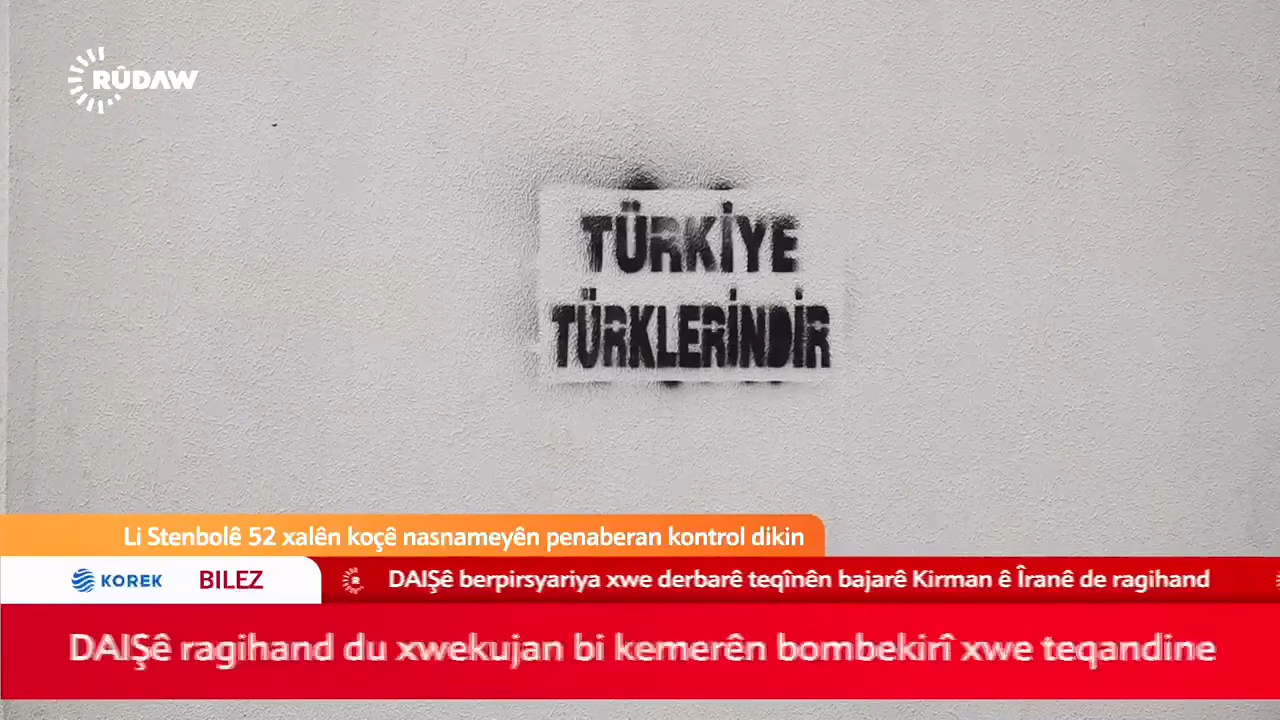 RÛDAW
TÜRKİYE
TÜRKLERİNDİR
Li Stenbolê 52 xalên koçê nasnameyên penaberan kontrol dikin
KOREK BILEZ DAIŞê berpirsyariya xwe derbarê teqînên bajarê Kirman ê Îranê de ragihand
DAIŞê ragihand du xwekujan bi kemerên bombekirî xwe teqandine